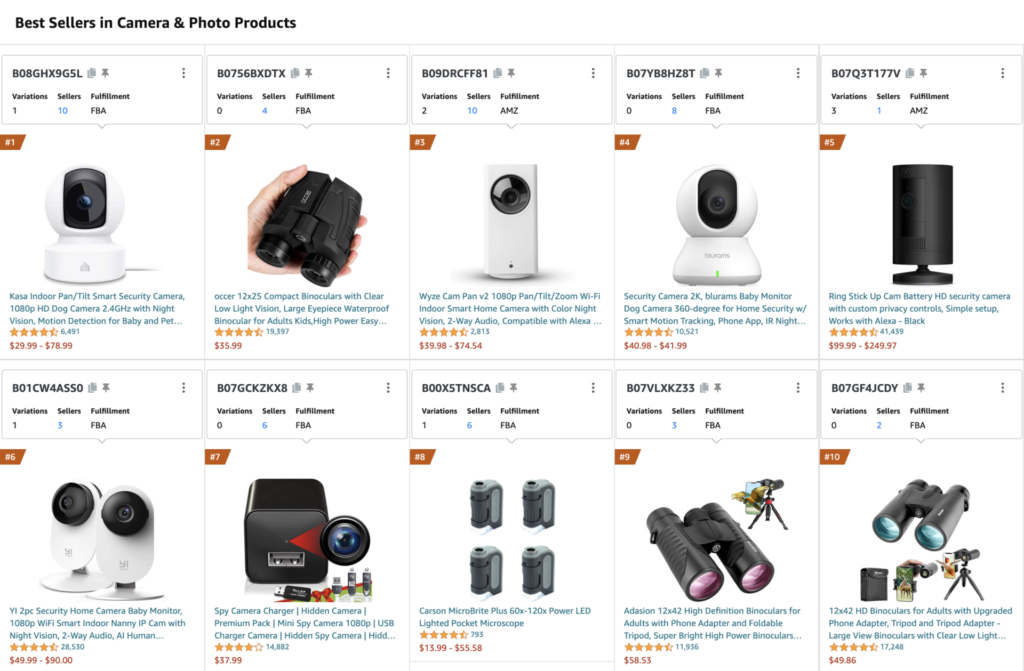 Best Sellers in Camera & Photo Products
B08GHX9G5L
Variations Sellers Fulfillment
1 10 FBA
#1
Kasa Indoor Pan/Tilt Smart Security Camera,
1080p HD Dog Camera 2.4GHz with Night
Vision, Motion Detection for Baby and Pet...
6,491
$29.99 - $78.99
B0756BXDTX
Variations Sellers Fulfillment
0 4 FBA
#2
occer
occer 12x25 Compact Binoculars with Clear
Low Light Vision, Large Eyepiece Waterproof
Binocular for Adults Kids,High Power Easy...
19,397
$35.99
B09DRCFF81
Variations Sellers Fulfillment
2 10 AMZ
#3
Wyze Cam Pan v2 1080p Pan/Tilt/Zoom Wi-Fi
Indoor Smart Home Camera with Color Night
Vision, 2-Way Audio, Compatible with Alexa ...
2,813
$39.98 - $74.54
B07YB8HZ8T
Variations Sellers Fulfillment
0 8 FBA
#4
blurams
Security Camera 2K, blurams Baby Monitor
Dog Camera 360-degree for Home Security w/
Smart Motion Tracking, Phone App, IR Night...
10,521
$40.98 - $41.99
B07Q3T177V
Variations Sellers Fulfillment
3 1 AMZ
#5
Ring Stick Up Cam Battery HD security camera
with custom privacy controls, Simple setup,
Works with Alexa - Black
41,439
$99.99 - $249.97
B01CW4ASS0
Variations Sellers Fulfillment
1 3 FBA
#6
YI
YI
YI 2pc Security Home Camera Baby Monitor,
1080p WiFi Smart Indoor Nanny IP Cam with
Night Vision, 2-Way Audio, AI Human...
28,530
$49.99 - $90.00
B07GCKZKX8
Variations Sellers Fulfillment
0 6 FBA
#7
Spy Camera Charger | Hidden Camera |
Premium Pack | Mini Spy Camera 1080p | USB
Charger Camera | Hidden Spy Camera | Hidd...
14,882
$37.99
B00X5TNSCA
Variations Sellers Fulfillment
1 6 FBA
#8
Carson MicroBrite Plus 60x-120x Power LED
Lighted Pocket Microscope
793
$13.99 - $55.58
B07VLXKZ33
Variations Sellers Fulfillment
0 3 FBA
#9
Adasion 12x42 High Definition Binoculars for
Adults with Phone Adapter and Foldable
Tripod, Super Bright High Power Binoculars...
11,936
$58.53
B07GF4JCDY
Variations Sellers Fulfillment
0 2 FBA
#10
12x42 HD Binoculars for Adults with Upgraded
Phone Adapter, Tripod and Tripod Adapter -
Large View Binoculars with Clear Low Light...
17,248
$49.86